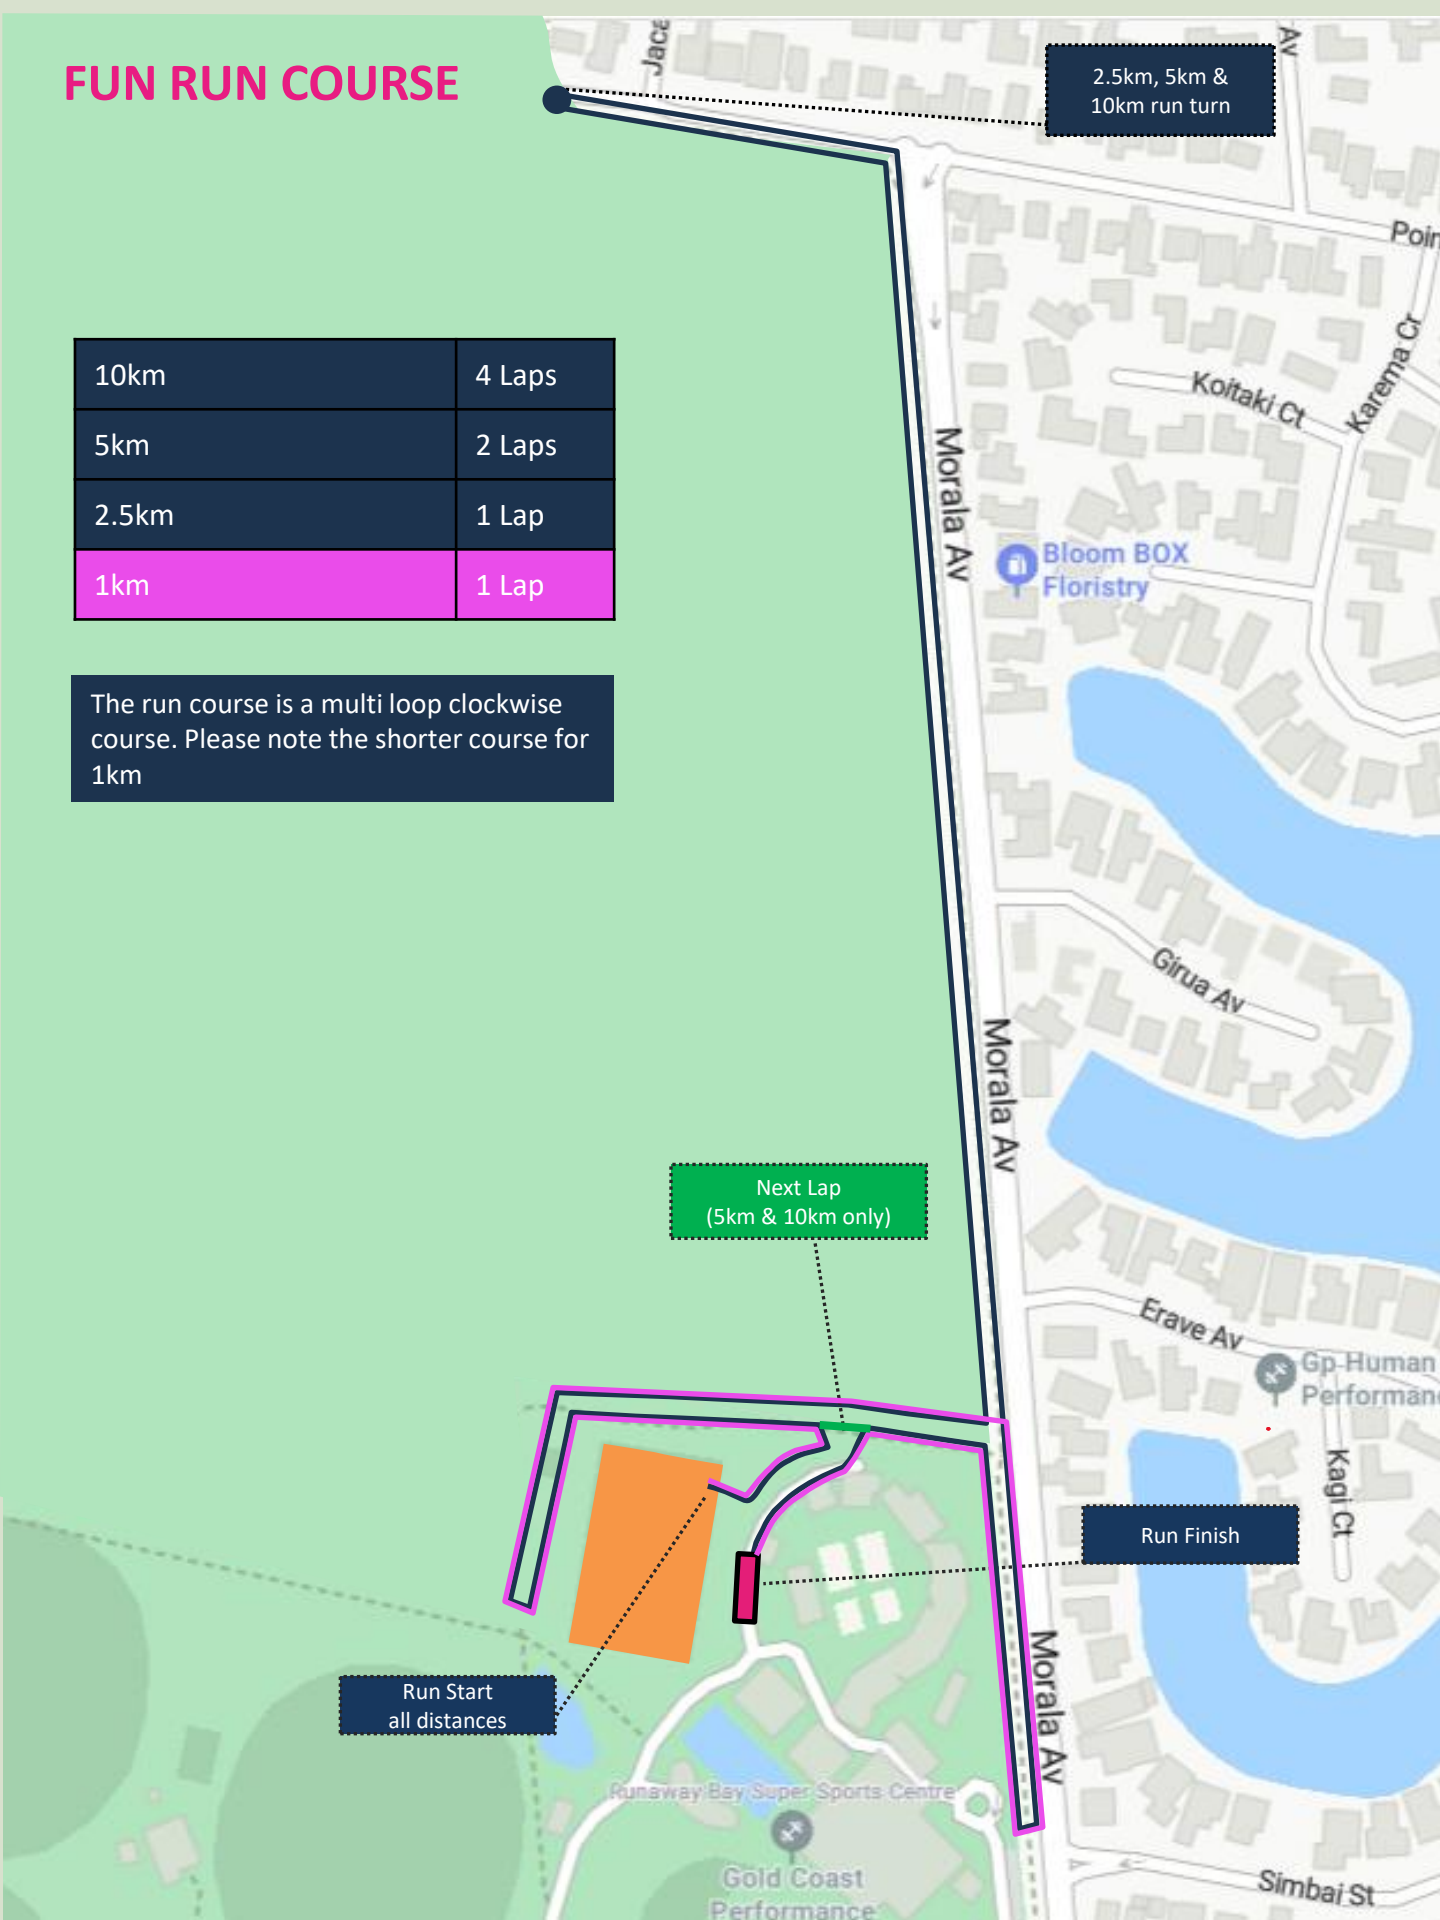 FUN RUN COURSE
Jaca
Av
2.5km, 5km &
10km run turn
Poin
10km 4 Laps
5km 2 Laps
2.5km 1 Lap
1km 1 Lap
Koitaki Ct
Karema Cr
Morala Av
Bloom BOX
Floristry
The run course is a multi loop clockwise
course. Please note the shorter course for
1km
Girua Av
Morala Av
Next Lap
(5km & 10km only)
Erave Av
Gp Human
Performanc
Kagi Ct
Run Finish
Run Start
all distances
Morala Av
Runaway Bay Super Sports Centre
Gold Coast
Performance
Simbai St